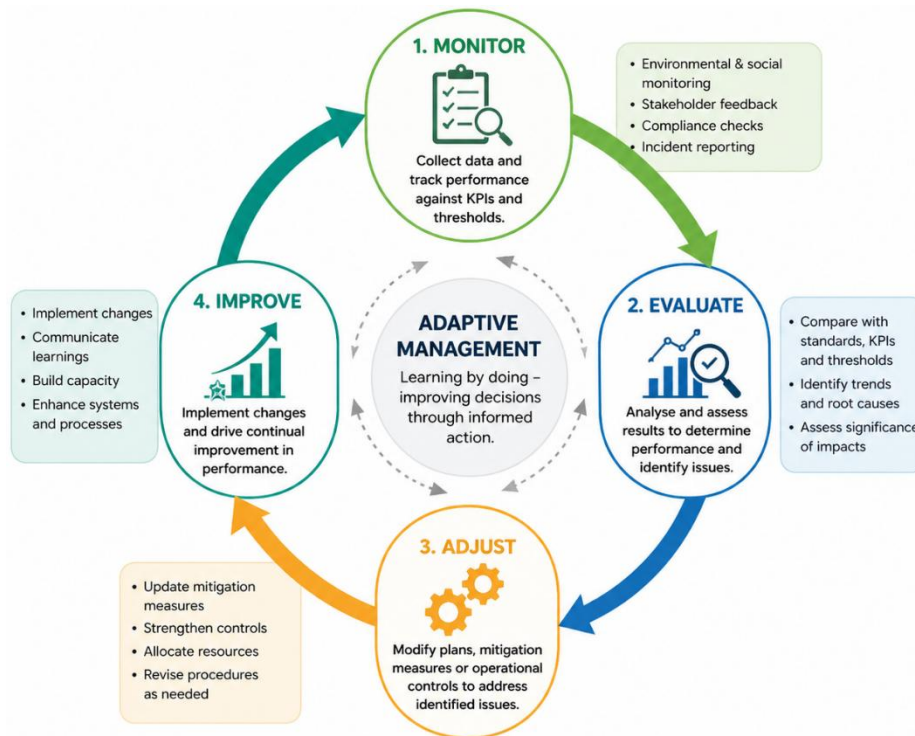 1. MONITOR
Collect data and
track performance
against KPIs and
thresholds.
• Environmental & social
monitoring
• Stakeholder feedback
• Compliance checks
• Incident reporting
2. EVALUATE
Analyse and assess
results to determine
performance and
identify issues.
• Compare with
standards, KPIs
and thresholds
• Identify trends
and root causes
• Assess significance
of impacts
3. ADJUST
Modify plans, mitigation
measures or operational
controls to address
identified issues.
• Update mitigation
measures
• Strengthen controls
• Allocate resources
• Revise procedures
as needed
4. IMPROVE
Implement changes
and drive continual
improvement in
performance.
• Implement changes
• Communicate
learnings
• Build capacity
• Enhance systems
and processes
ADAPTIVE
MANAGEMENT
Learning by doing –
improving decisions
through informed
action.